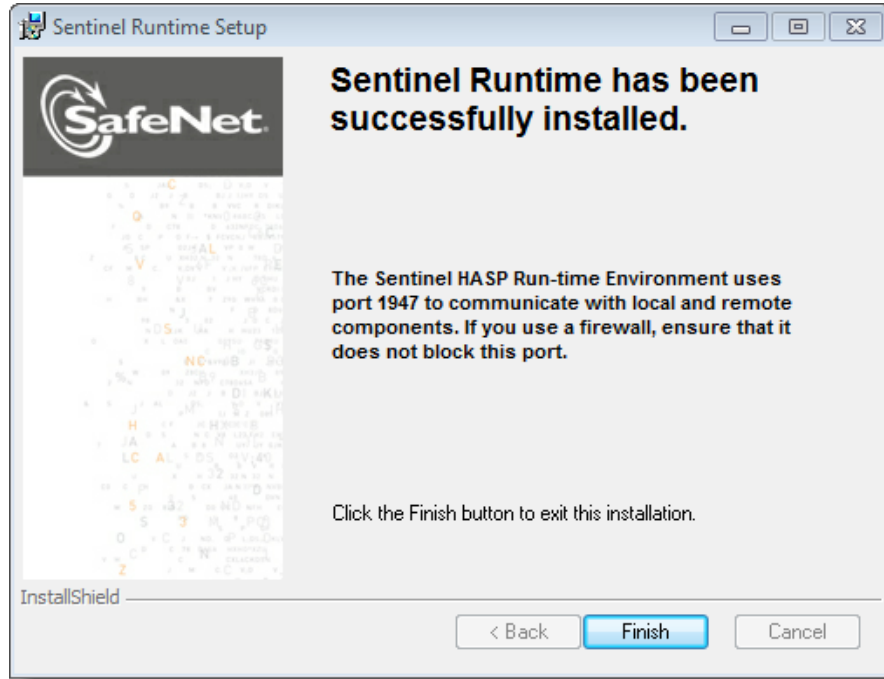 Sentinel Runtime Setup
SafeNet.
Sentinel Runtime has been
successfully installed.
The Sentinel HASP Run-time Environment uses
port 1947 to communicate with local and remote
components. If you use a firewall, ensure that it
does not block this port.
Click the Finish button to exit this installation.
InstallShield
< Back
Finish
Cancel